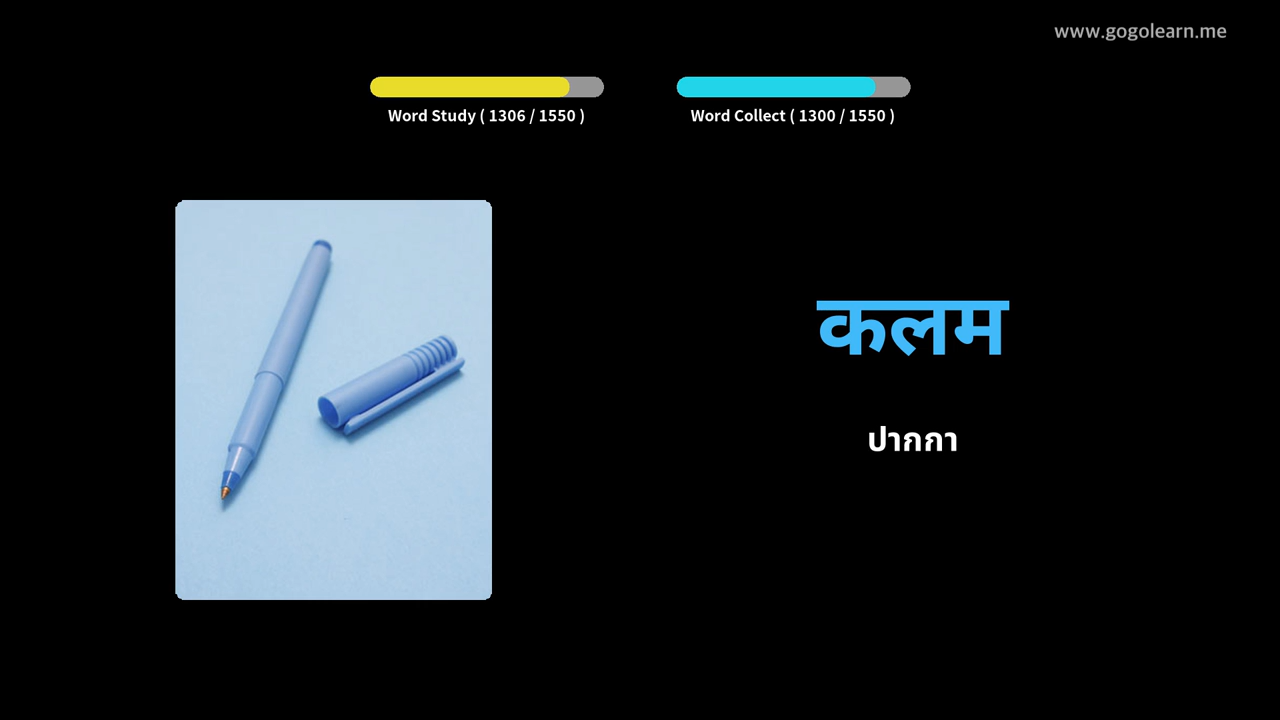 www.gogolearn.me
Word Study ( 1306 / 1550 )
Word Collect ( 1300 / 1550 )
कलम
ปากกา